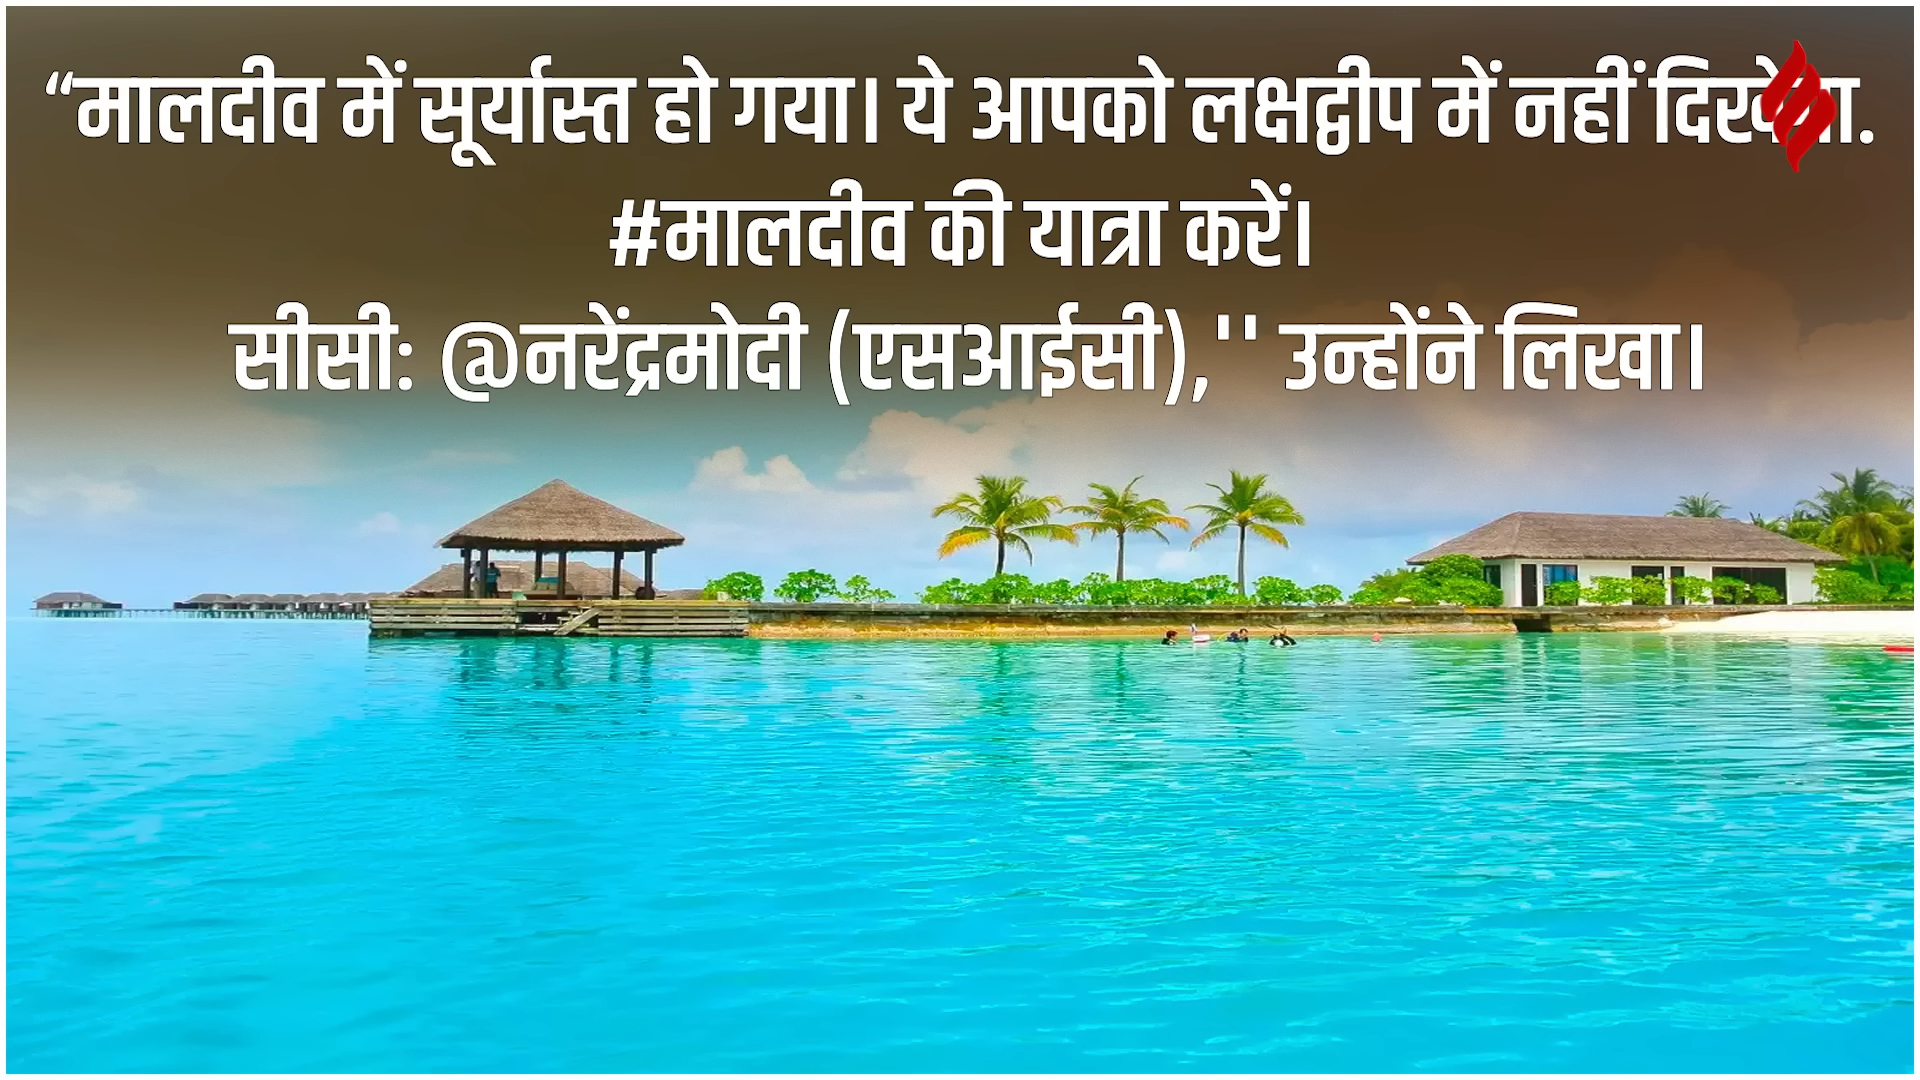 “मालदीव में सूर्यास्त हो गया। ये आपको लक्षद्वीप में नहीं
#मालदीव की यात्रा करें।
सीसी: @नरेंद्रमोदी (एसआईसी),'' उन्होंने लिखा।